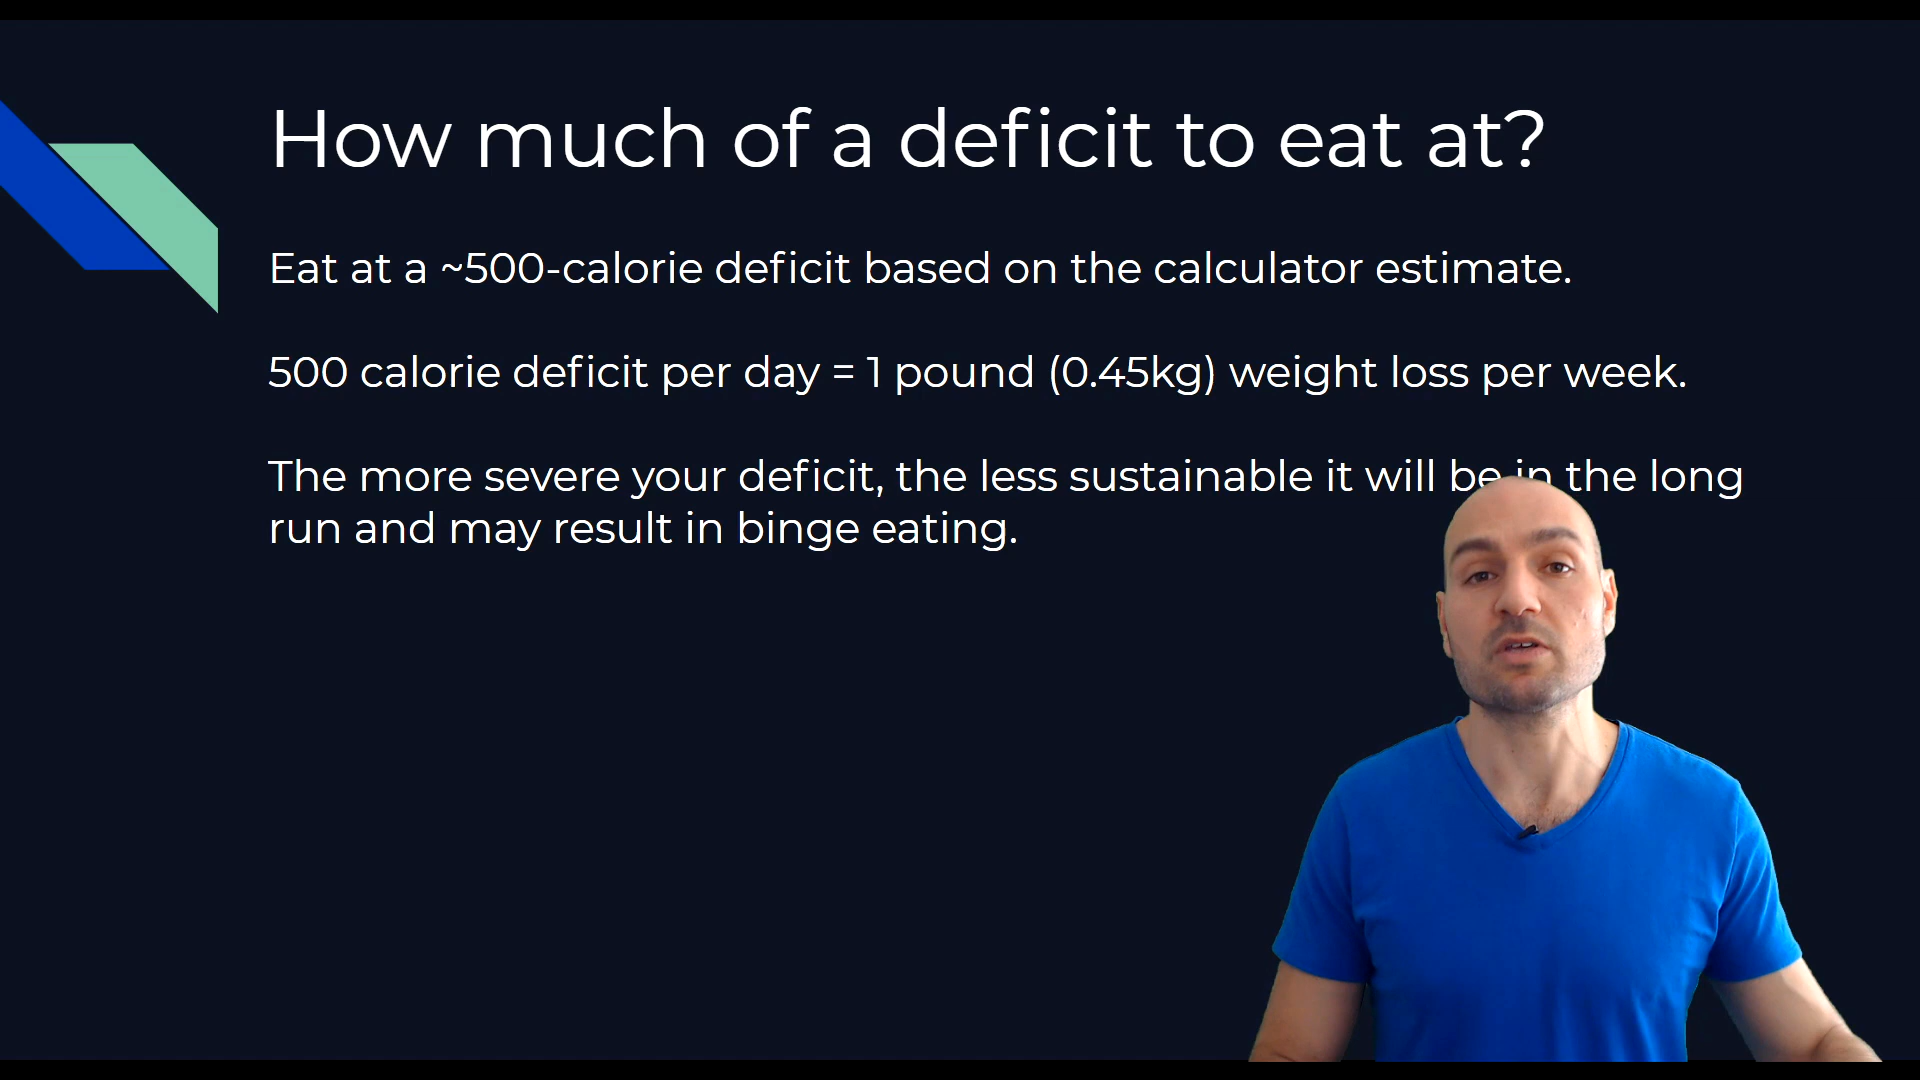 How much of a deficit to eat at?
Eat at a ~500-calorie deficit based on the calculator estimate.
500 calorie deficit per day = 1 pound (0.45kg) weight loss per week.
The more severe your deficit, the less sustainable it will be in the long
run and may result in binge eating.